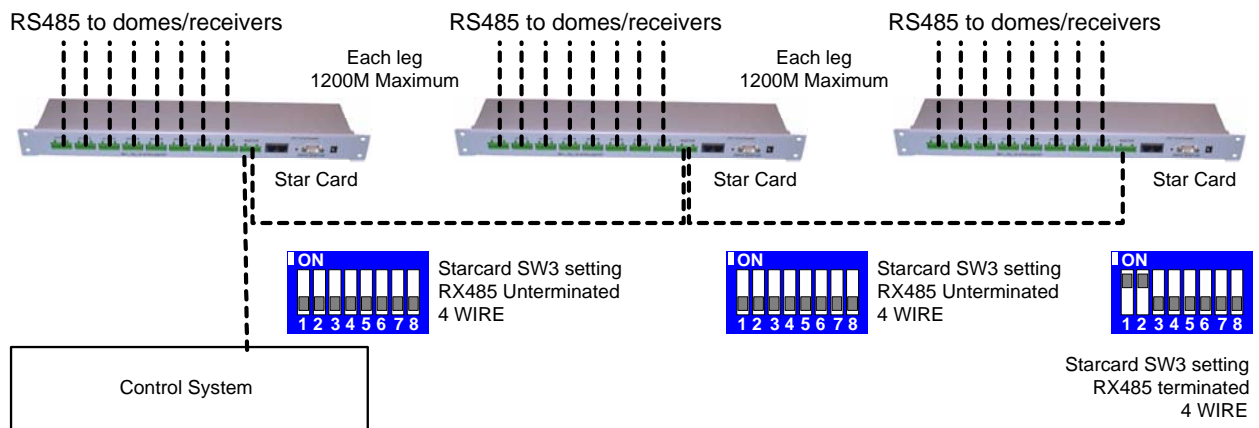 RS485 to domes/receivers
RS485 to domes/receivers
RS485 to domes/receivers
Each leg
1200M Maximum
Each leg
1200M Maximum
Star Card
Star Card
Star Card
ON
1 2 3 4 5 6 7 8
Starcard SW3 setting
RX485 Unterminated
4 WIRE
ON
1 2 3 4 5 6 7 8
Starcard SW3 setting
RX485 Unterminated
4 WIRE
ON
1 2 3 4 5 6 7 8
Starcard SW3 setting
RX485 terminated
4 WIRE
Control System